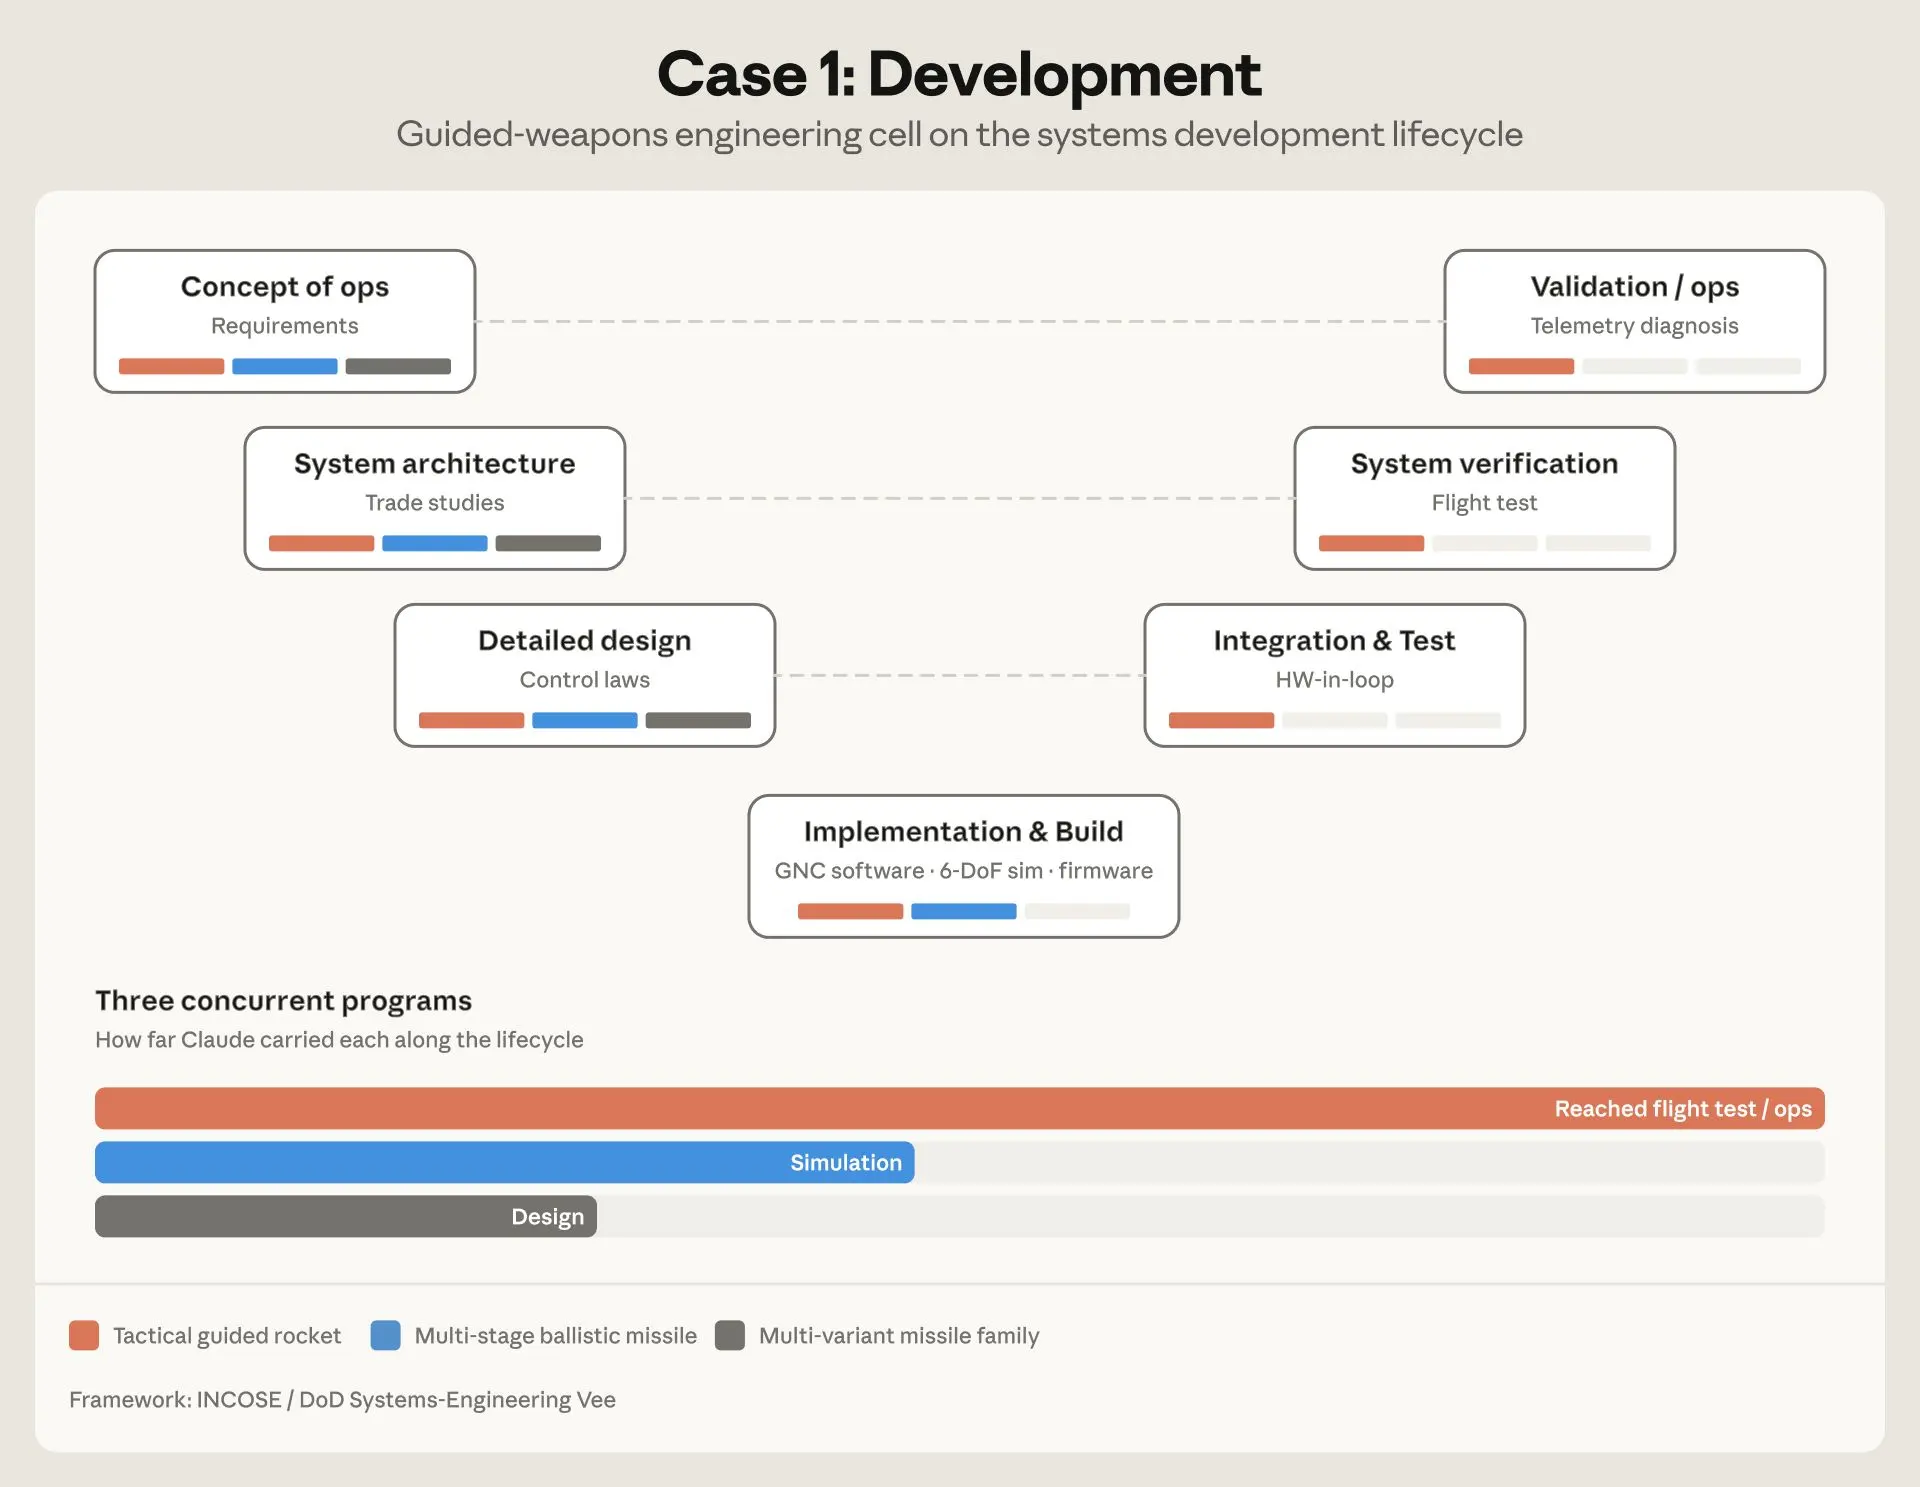 Case 1: Development
Guided-weapons engineering cell on the systems development lifecycle
Concept of ops
Requirements
Validation / ops
Telemetry diagnosis
System architecture
Trade studies
System verification
Flight test
Detailed design
Control laws
Integration & Test
HW-in-loop
Implementation & Build
GNC software · 6-DoF sim · firmware
Three concurrent programs
How far Claude carried each along the lifecycle
Reached flight test / ops
Simulation
Design
Tactical guided rocket
Multi-stage ballistic missile
Multi-variant missile family
Framework: INCOSE / DoD Systems-Engineering Vee